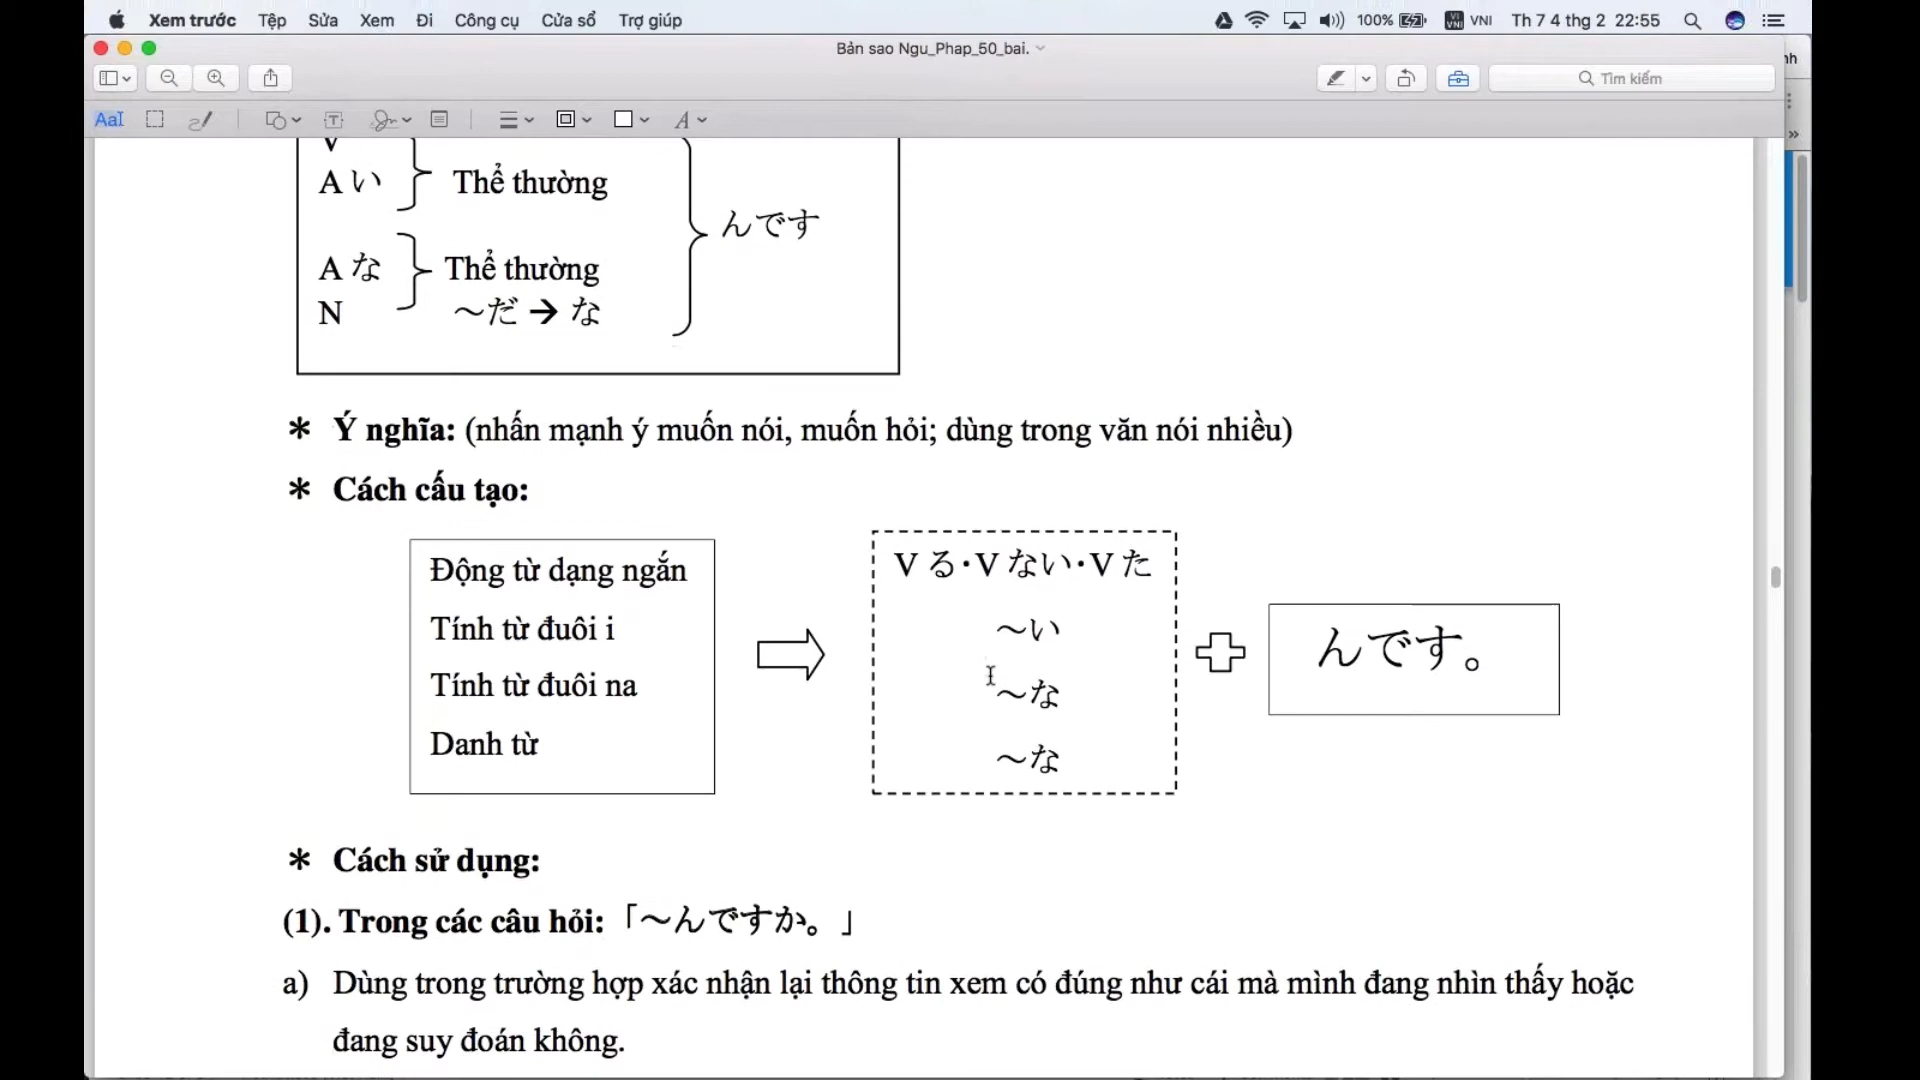 Xem trước Tệp Sửa Xem Đi Công cụ Cửa sổ Trợ giúp 100% VNI Th 7 4 thg 2 22:55
Bản sao Ngu_Phap_50_bai.
Tìm kiếm
AaI
V
A い Thể thường
んです
A な Thể thường
N ～だ → な
* Ý nghĩa: (nhấn mạnh ý muốn nói, muốn hỏi; dùng trong văn nói nhiều)
* Cách cấu tạo:
Động từ dạng ngắn
Tính từ đuôi i
Tính từ đuôi na
Danh từ
V る・V ない・V た
～い
～な
～な
んです。
* Cách sử dụng:
(1). Trong các câu hỏi:「～んですか。」
a) Dùng trong trường hợp xác nhận lại thông tin xem có đúng như cái mà mình đang nhìn thấy hoặc
đang suy đoán không.